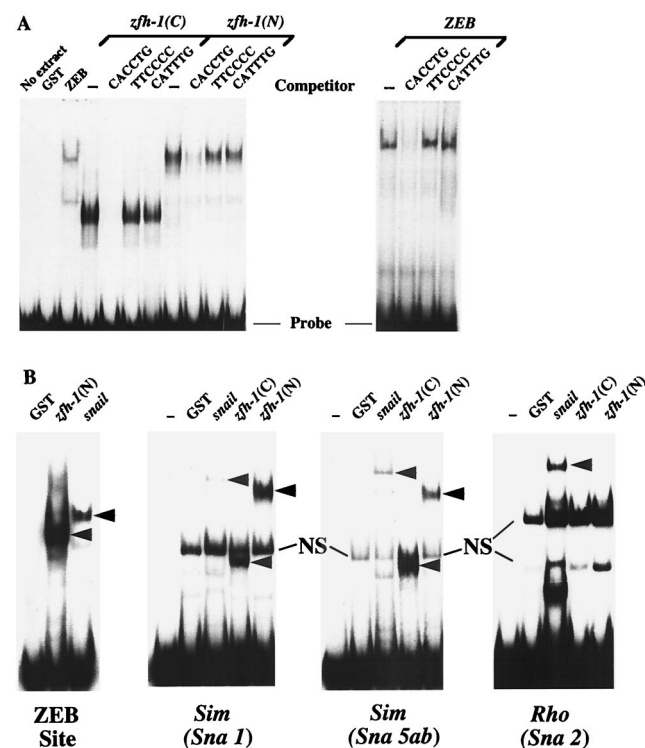 A
zfh-1(C) zfh-1(N)
No extract GST ZEB – CACCTG TTCCCC CATTTG – CACCTG TTCCCC CATTTG
Competitor
ZEB
– CACCTG TTCCCC CATTTG
Probe
B
GST zfh-1(N) snail
– GST snail zfh-1(C) zfh-1(N)
– GST snail zfh-1(C) zfh-1(N)
– GST snail zfh-1(C) zfh-1(N)
NS NS
ZEB Sim Sim Rho
Site (Sna 1) (Sna 5ab) (Sna 2)